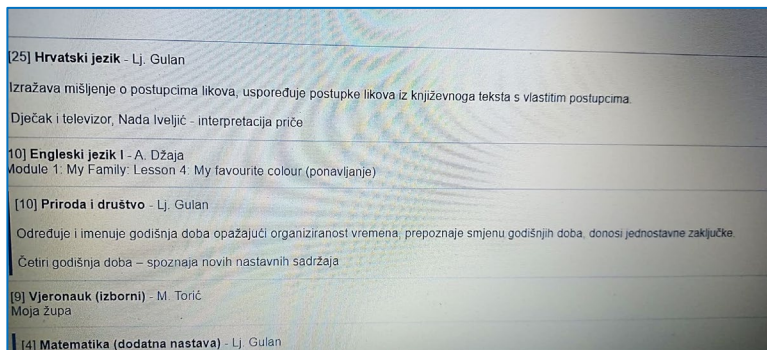 [25] Hrvatski jezik - Lj. Gulan
Izražava mišljenje o postupcima likova, uspoređuje postupke likova iz književnoga teksta s vlastitim postupcima.
Dječak i televizor, Nada Iveljić - interpretacija priče
10] Engleski jezik I - A. Džaja
Module 1: My Family: Lesson 4: My favourite colour (ponavljanje)
[10] Priroda i društvo - Lj. Gulan
Određuje i imenuje godišnja doba opažajući organiziranost vremena, prepoznaje smjenu godišnjih doba, donosi jednostavne zaključke.
Četiri godišnja doba – spoznaja novih nastavnih sadržaja
[9] Vjeronauk (izborni) - M. Torić
Moja župa
[4] Matematika (dodatna nastava) - Lj. Gulan